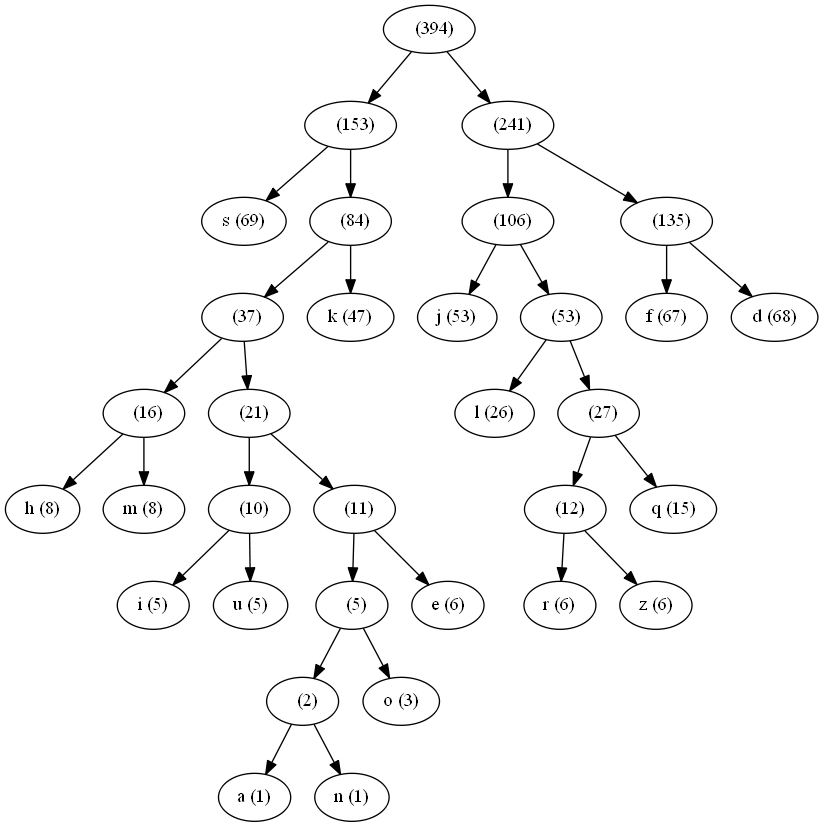 (394)
(153) (241)
s (69) (84) (106) (135)
(37) k (47) j (53) (53) f (67) d (68)
(16) (21) l (26) (27)
h (8) m (8) (10) (11) (12) q (15)
i (5) u (5) (5) e (6) r (6) z (6)
(2) o (3)
a (1) n (1)